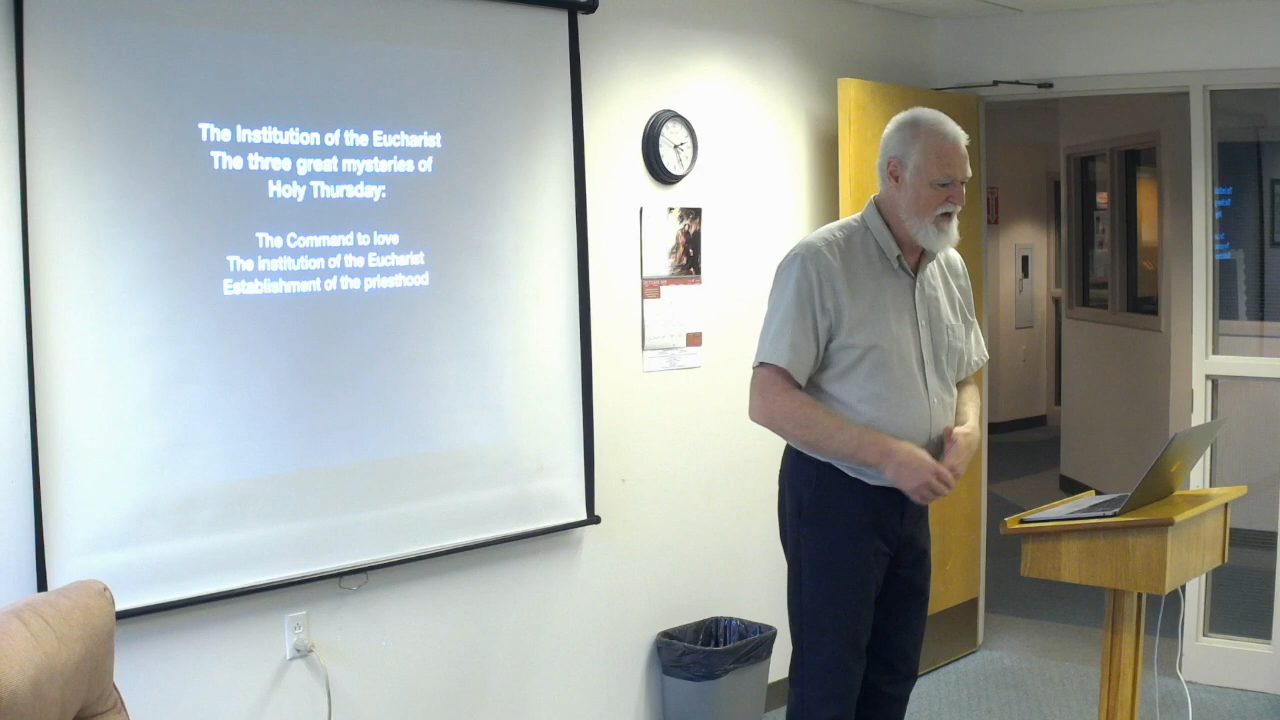 The Institution of the Eucharist
The three great mysteries of
Holy Thursday:
The Command to love
The institution of the Eucharist
Establishment of the priesthood